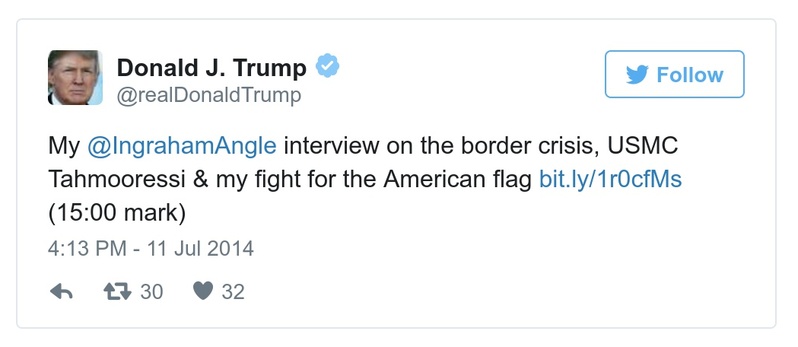 Donald J. Trump
@realDonaldTrump
Follow
My @IngrahamAngle interview on the border crisis, USMC
Tahmooressi & my fight for the American flag bit.ly/1r0cfMs
(15:00 mark)
4:13 PM - 11 Jul 2014
30 32